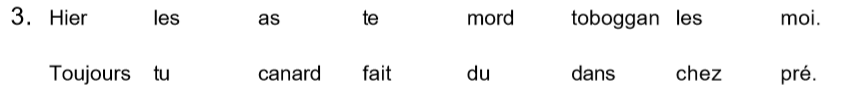 3. Hier les as te mord toboggan les moi.
Toujours tu canard fait du dans chez pré.